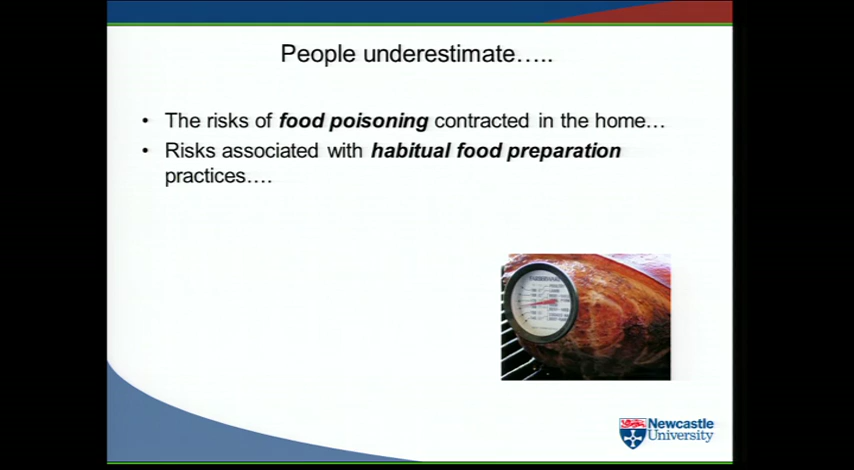 People underestimate…..
• The risks of food poisoning contracted in the home…
• Risks associated with habitual food preparation
practices….
Newcastle
University